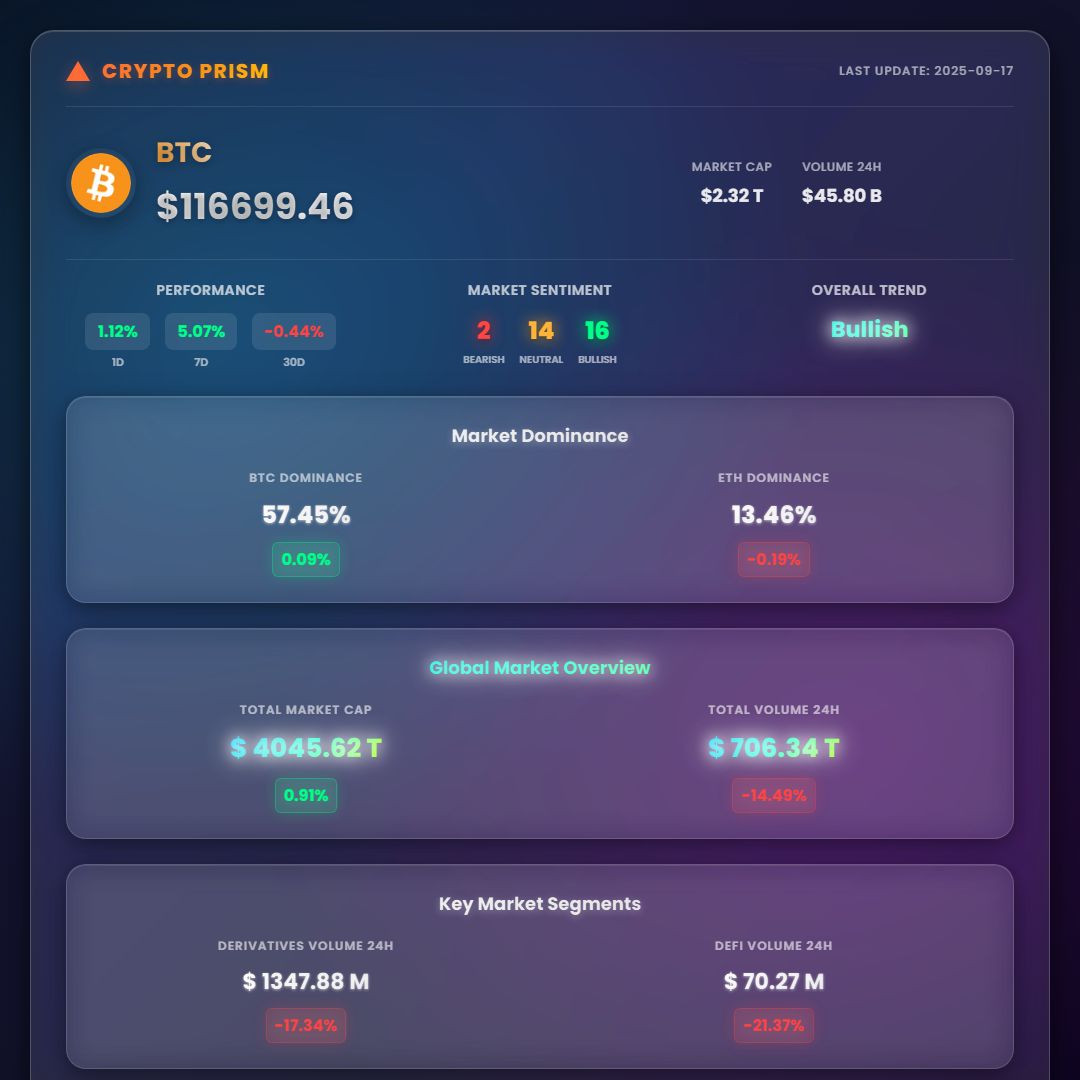 CRYPTO PRISM
LAST UPDATE: 2025-09-17
BTC
$116699.46
MARKET CAP VOLUME 24H
$2.32 T $45.80 B
PERFORMANCE
1.12% 5.07% -0.44%
1D 7D 30D
MARKET SENTIMENT
2 14 16
BEARISH NEUTRAL BULLISH
OVERALL TREND
Bullish
Market Dominance
BTC DOMINANCE ETH DOMINANCE
57.45% 13.46%
0.09% -0.19%
Global Market Overview
TOTAL MARKET CAP TOTAL VOLUME 24H
$ 4045.62 T $ 706.34 T
0.91% -14.49%
Key Market Segments
DERIVATIVES VOLUME 24H DEFI VOLUME 24H
$ 1347.88 M $ 70.27 M
-17.34% -21.37%